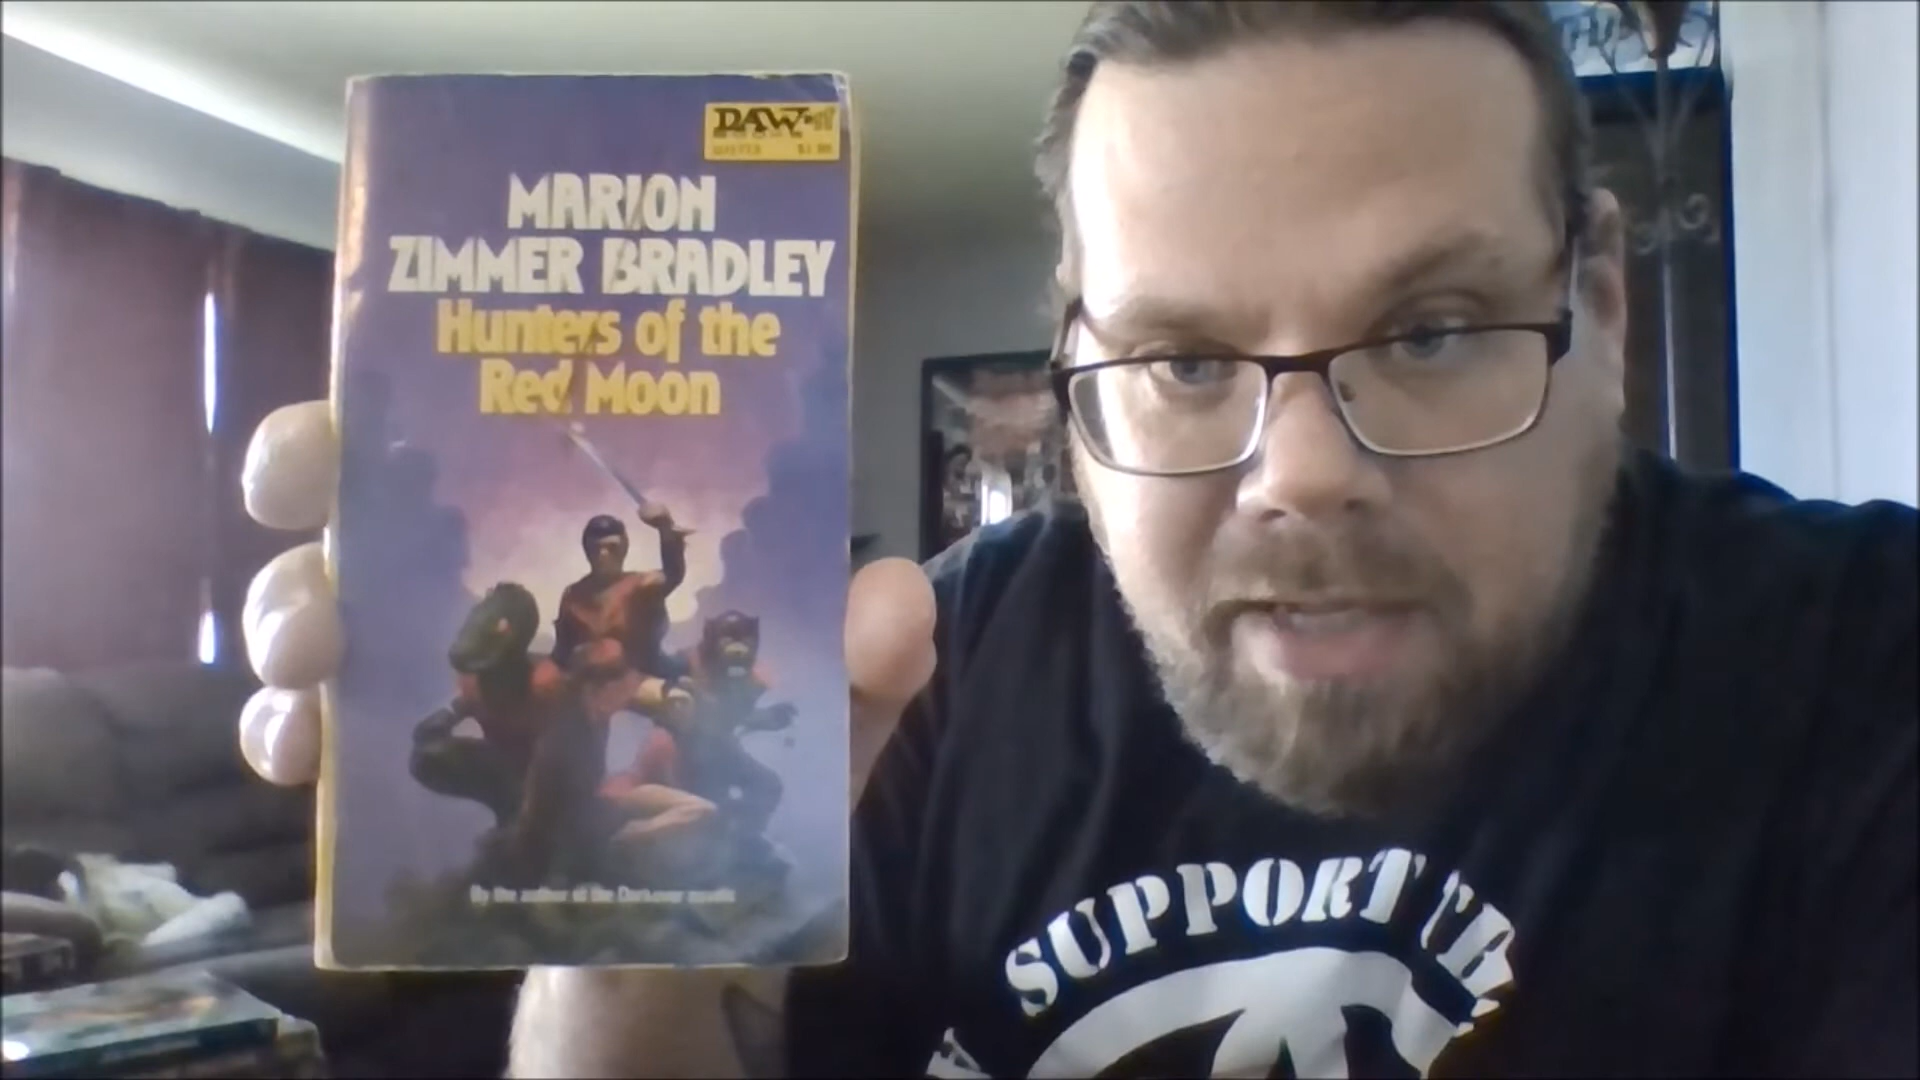 DAW
MARION
ZIMMER BRADLEY
Hunters of the
Red Moon
By the author of the Darkover novels
SUPPORT